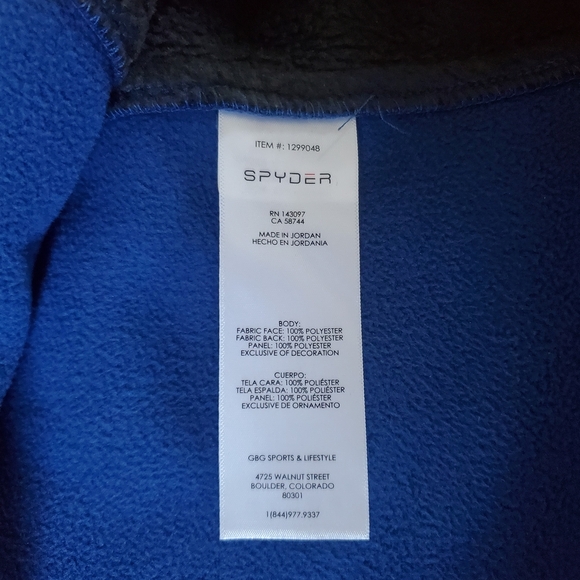 ITEM #: 1299048
SPYDER
RN 143097
CA 58744
MADE IN JORDAN
HECHO EN JORDANIA
BODY:
FABRIC FACE: 100% POLYESTER
FABRIC BACK: 100% POLYESTER
PANEL: 100% POLYESTER
EXCLUSIVE OF DECORATION
CUERPO:
TELA CARA: 100% POLIÉSTER
TELA ESPALDA: 100% POLIÉSTER
PANEL: 100% POLIÉSTER
EXCLUSIVE DE ORNAMENTO
GBG SPORTS & LIFESTYLE
4725 WALNUT STREET
BOULDER, COLORADO
80301
1(844)977.9337